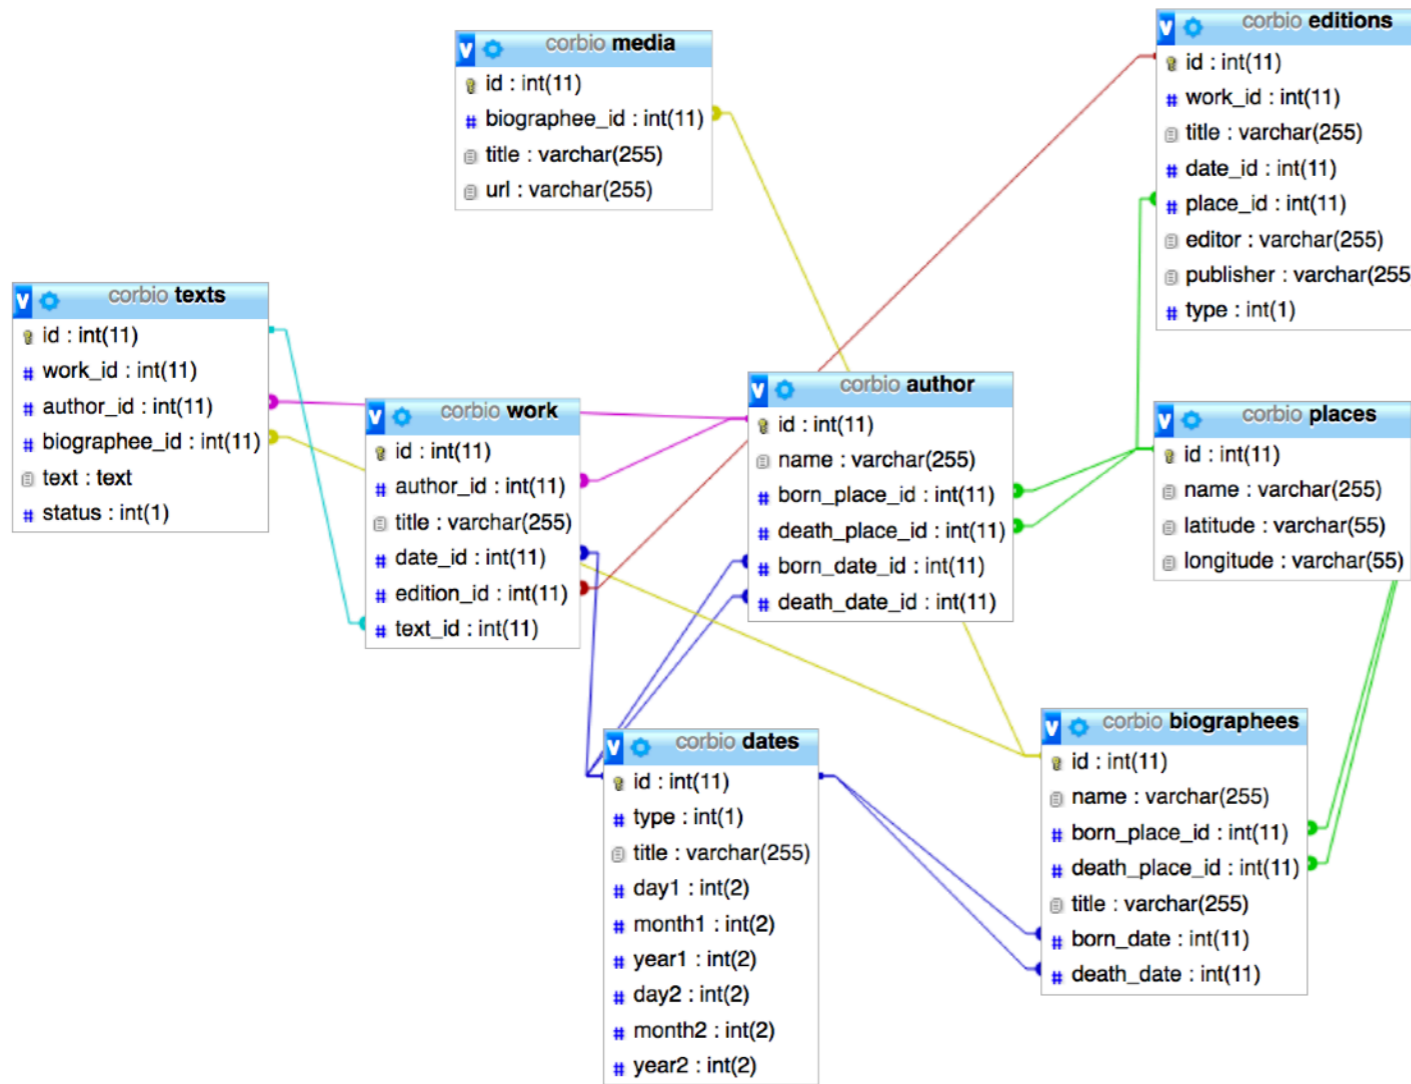 corbio media
id : int(11)
biographee_id : int(11)
title : varchar(255)
url : varchar(255)
corbio editions
id : int(11)
work_id : int(11)
title : varchar(255)
date_id : int(11)
place_id : int(11)
editor : varchar(255)
publisher : varchar(255
type : int(1)
corbio texts
id : int(11)
work_id : int(11)
author_id : int(11)
biographee_id : int(11)
text : text
status : int(1)
corbio work
id : int(11)
author_id : int(11)
title : varchar(255)
date_id : int(11)
edition_id : int(11)
text_id : int(11)
corbio author
id : int(11)
name : varchar(255)
born_place_id : int(11)
death_place_id : int(11)
born_date_id : int(11)
death_date_id : int(11)
corbio places
id : int(11)
name : varchar(255)
latitude : varchar(55)
longitude : varchar(55)
corbio dates
id : int(11)
type : int(1)
title : varchar(255)
day1 : int(2)
month1 : int(2)
year1 : int(2)
day2 : int(2)
month2 : int(2)
year2 : int(2)
corbio biographees
id : int(11)
name : varchar(255)
born_place_id : int(11)
death_place_id : int(11)
title : varchar(255)
born_date : int(11)
death_date : int(11)